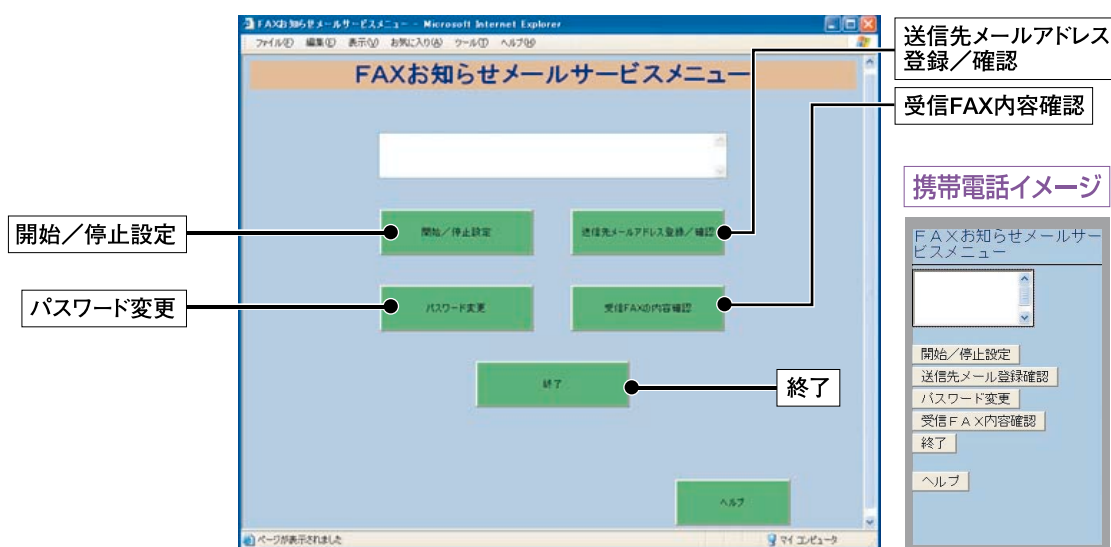 FAXお知らせメールサービスメニュー - Microsoft Internet Explorer
ファイル(F) 編集(E) 表示(V) お気に入り(A) ツール(T) ヘルプ(H)
FAXお知らせメールサービスメニュー
開始／停止設定
送信先メールアドレス登録／確認
パスワード変更
受信FAXの内容確認
終了
ヘルプ
ページが表示されました
マイ コンピュータ
開始／停止設定
パスワード変更
送信先メールアドレス
登録／確認
受信FAX内容確認
終了
携帯電話イメージ
ＦＡＸお知らせメールサー
ビスメニュー
開始／停止設定
送信先メール登録確認
パスワード変更
受信ＦＡＸ内容確認
終了
ヘルプ